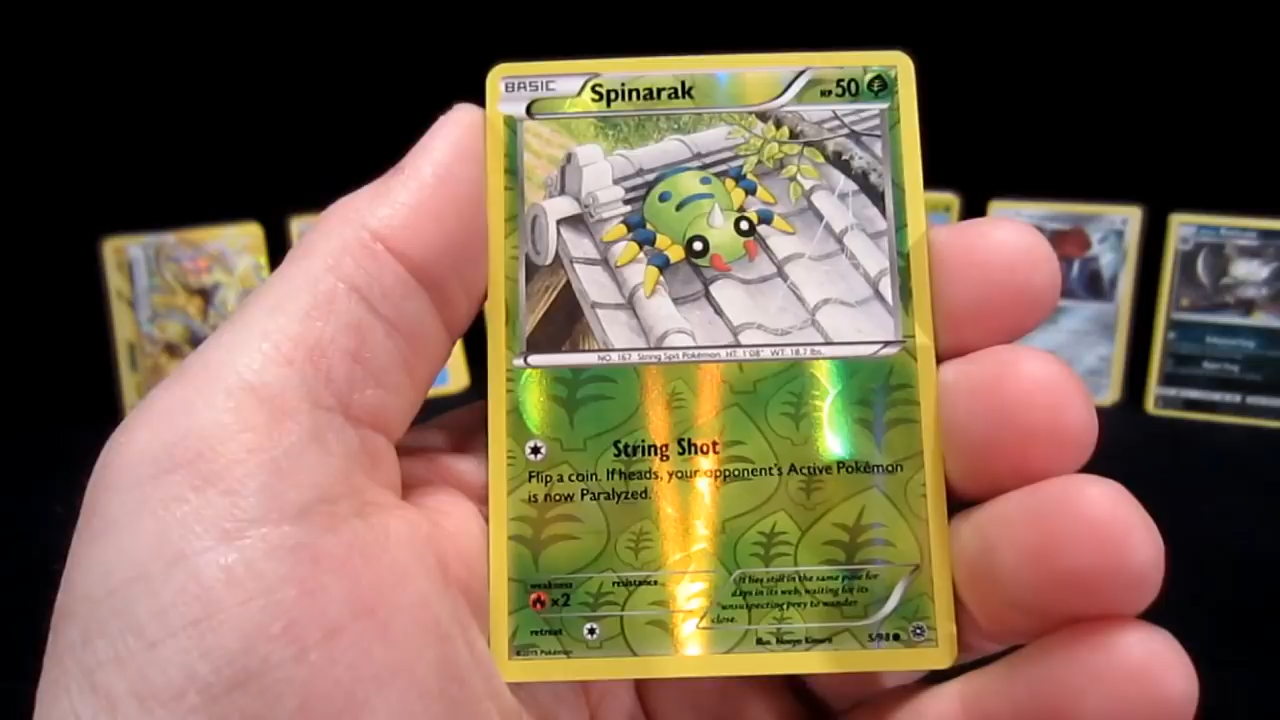 BASIC Spinarak HP 50
NO. 167 String Spit Pokémon HT: 1'08" WT: 18.7 lbs.
String Shot
Flip a coin. If heads, your opponent's Active Pokémon
is now Paralyzed.
weakness resistance
×2
It lies still in the same pose for
days in its web, waiting for its
unsuspecting prey to wander
close.
retreat
Illus. Naoyo Kimura
5/98
©2015 Pokémon